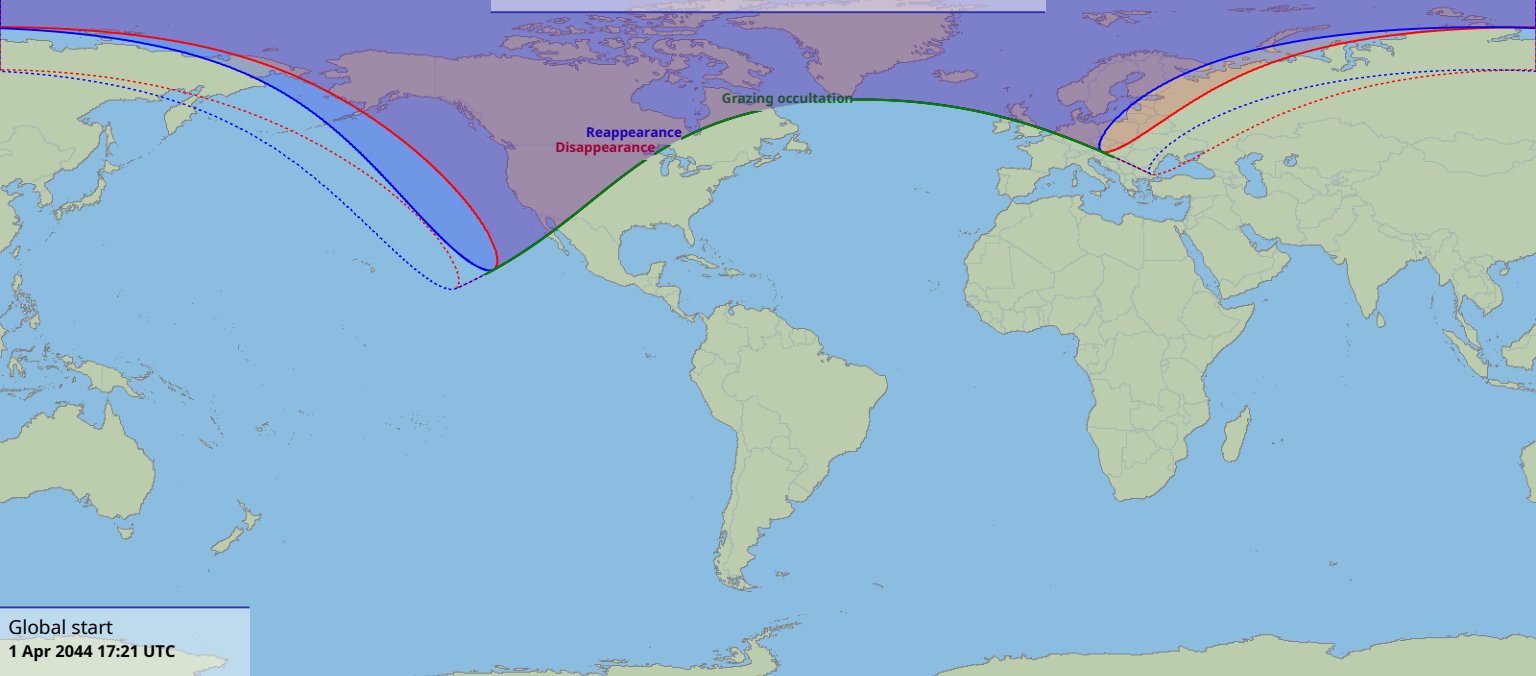 Grazing occultation
Reappearance
Disappearance
Global start
1 Apr 2044 17:21 UTC